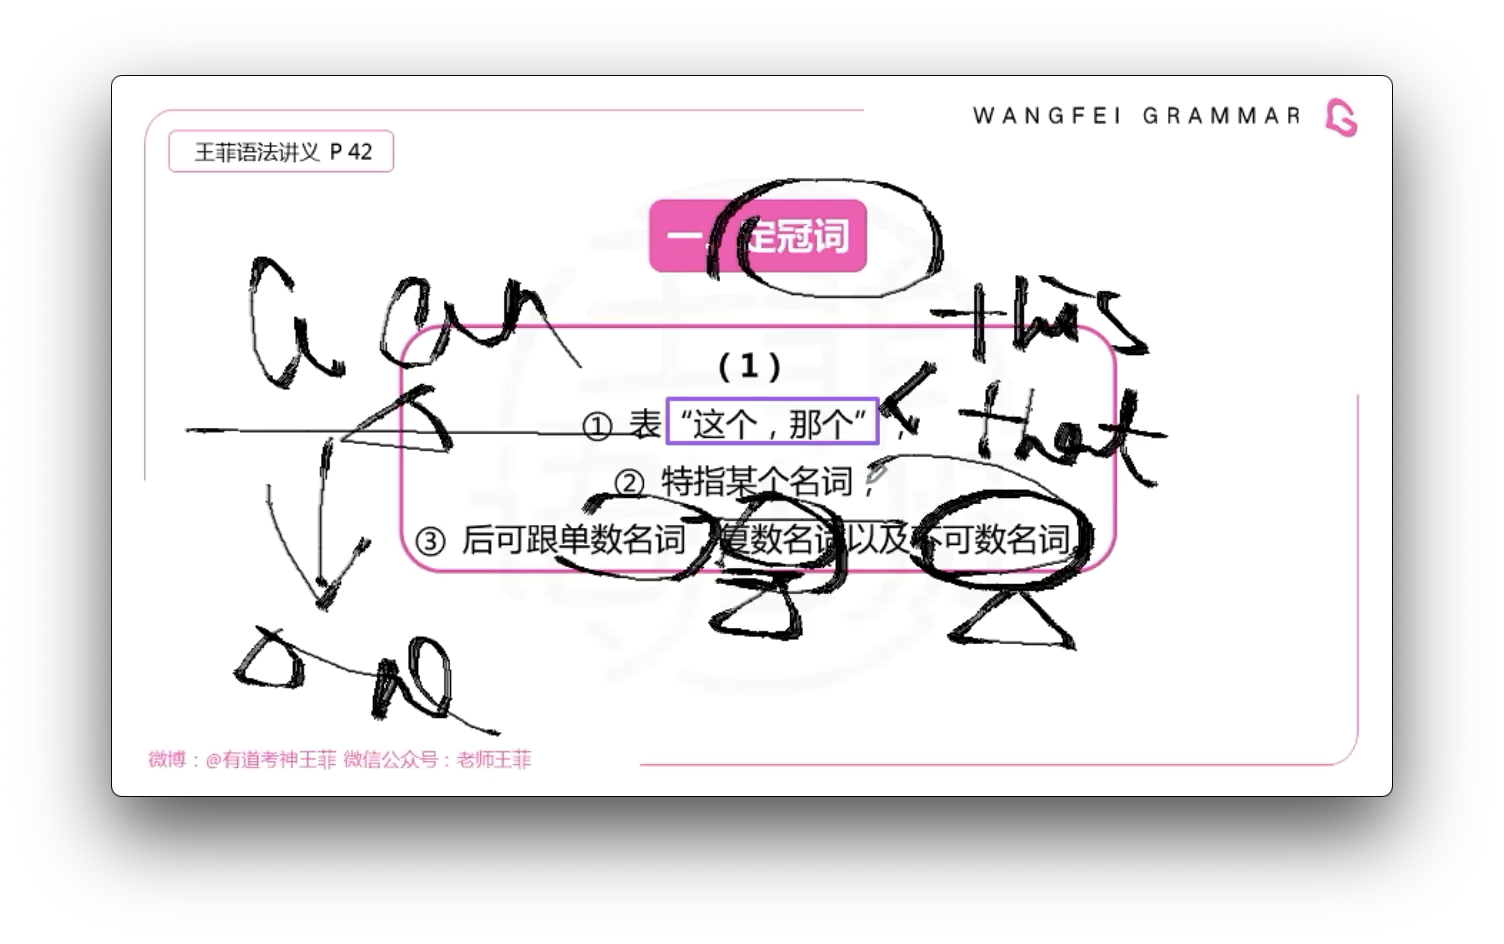 WANGFEI GRAMMAR
王菲语法讲义 P 42
一、定冠词
a an
this
(1)
① 表“这个，那个”；
that
② 特指某个名词；
③ 后可跟单数名词、复数名词以及不可数名词
one
微博：@有道考神王菲 微信公众号：老师王菲